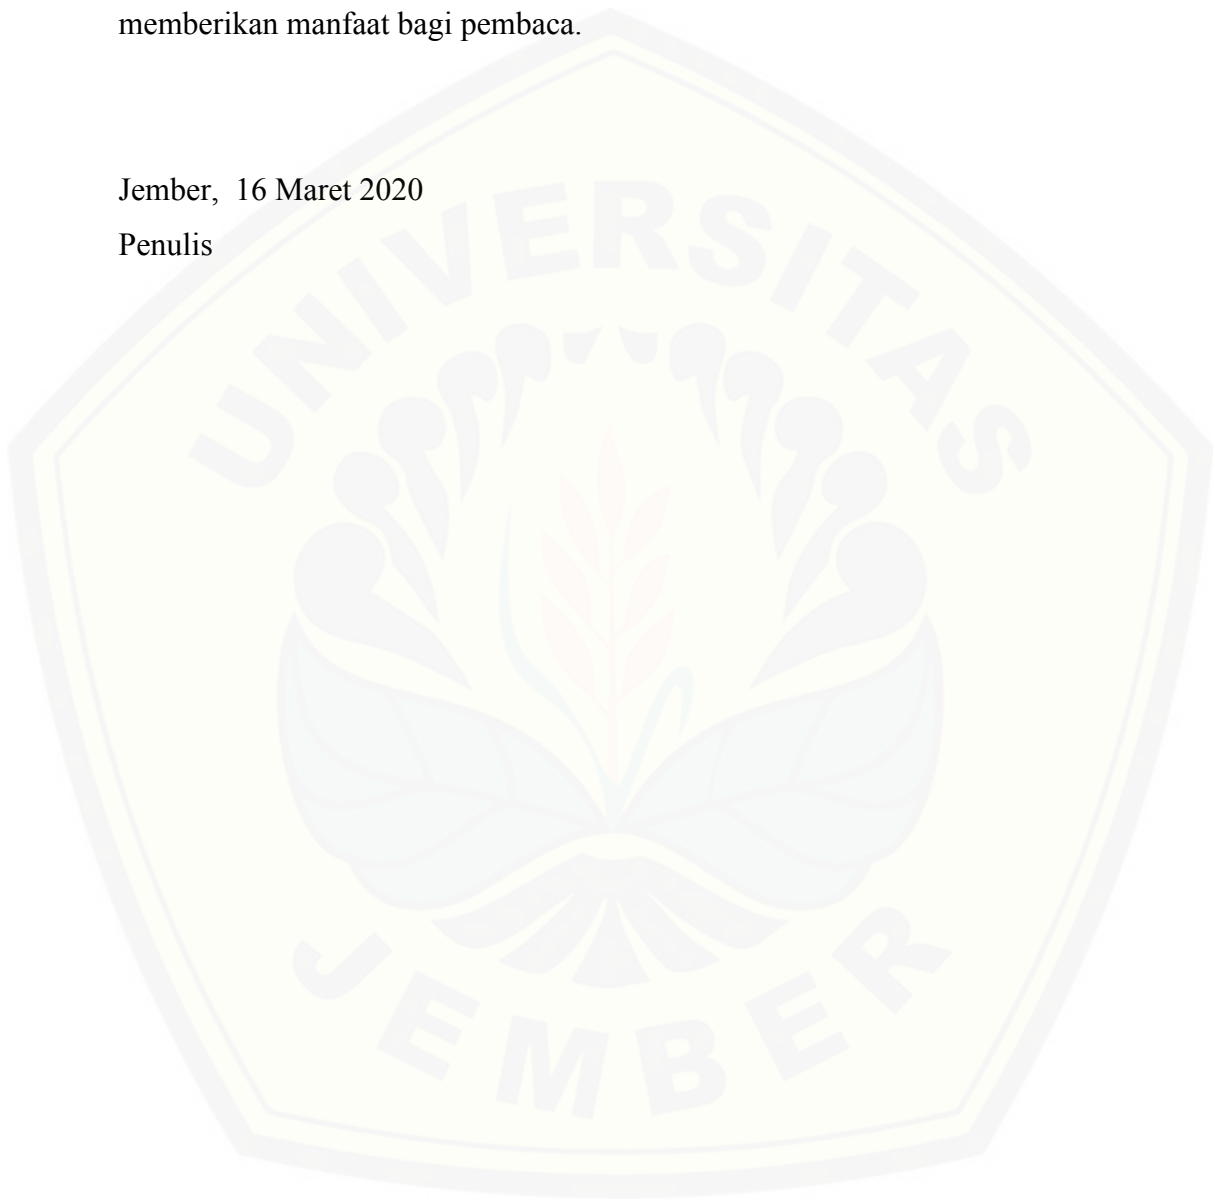 memberikan manfaat bagi pembaca.
Jember,  16 Maret 2020
Penulis
UNIVERSITAS
JEMBER